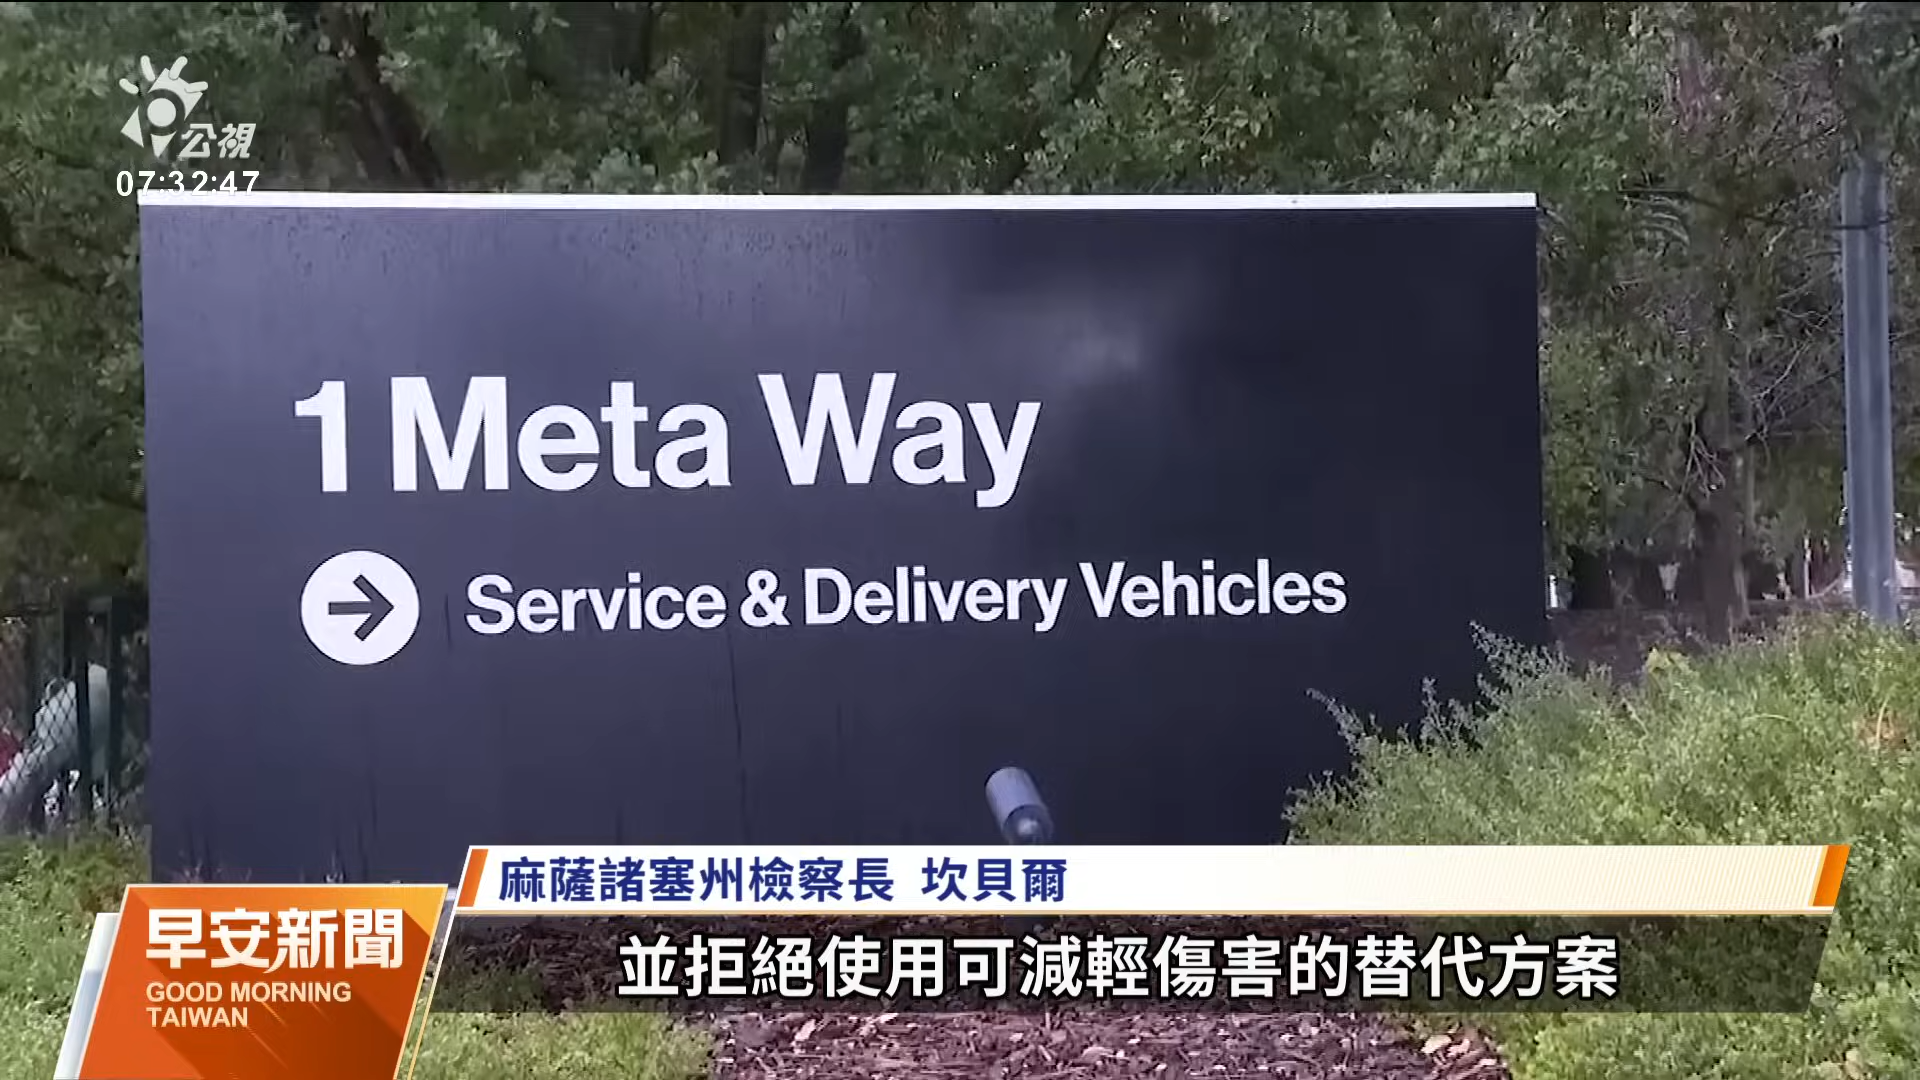 公視
07:32:47
1 Meta Way
Service & Delivery Vehicles
麻薩諸塞州檢察長 坎貝爾
並拒絕使用可減輕傷害的替代方案
早安新聞
GOOD MORNING
TAIWAN